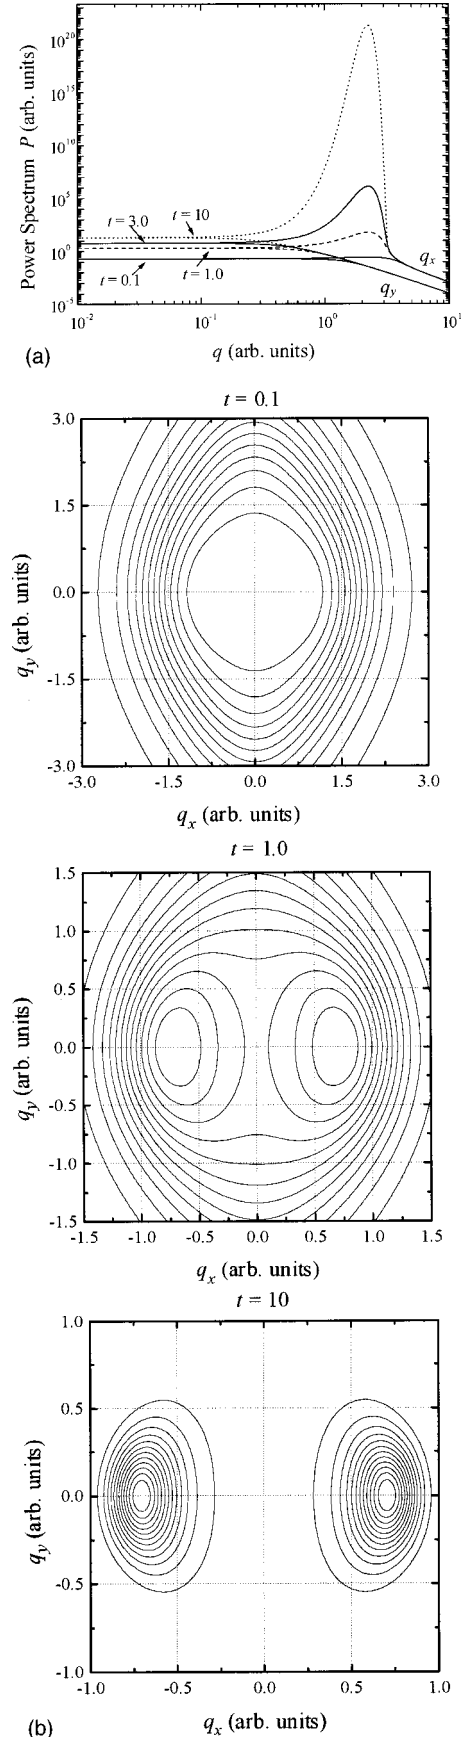 10^20
10^15
10^10
10^5
10^0
10^-5
Power Spectrum P (arb. units)
t = 3.0
t = 10
t = 0.1
t = 1.0
q_x
q_y
10^-2
10^-1
10^0
10^1
q (arb. units)
(a)
t = 0.1
3.0
1.5
0.0
-1.5
-3.0
q_y (arb. units)
-3.0 -1.5 0.0 1.5 3.0
q_x (arb. units)
t = 1.0
1.5
1.0
0.5
0.0
-0.5
-1.0
-1.5
q_y (arb. units)
-1.5 -1.0 -0.5 0.0 0.5 1.0 1.5
q_x (arb. units)
t = 10
1.0
0.5
0.0
-0.5
-1.0
q_y (arb. units)
-1.0 -0.5 0.0 0.5 1.0
q_x (arb. units)
(b)